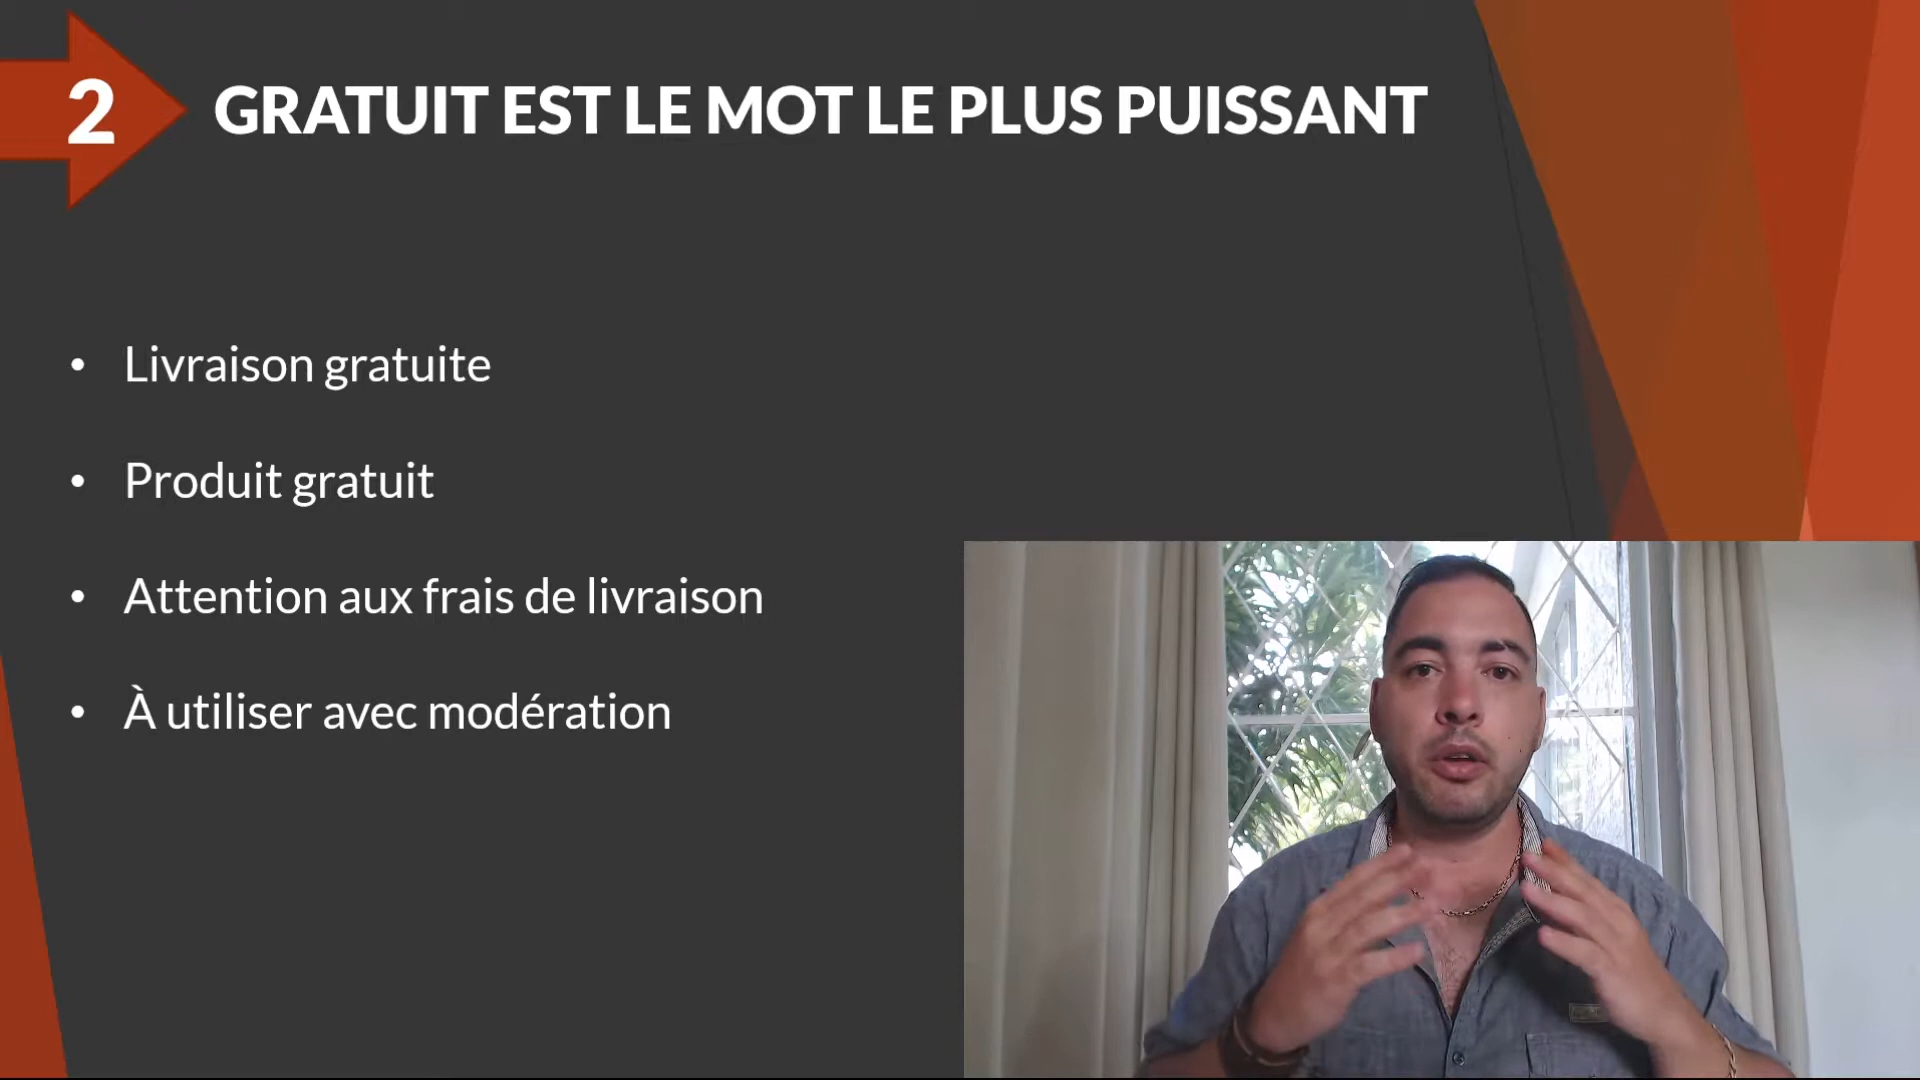 2
GRATUIT EST LE MOT LE PLUS PUISSANT
• Livraison gratuite
• Produit gratuit
• Attention aux frais de livraison
• À utiliser avec modération